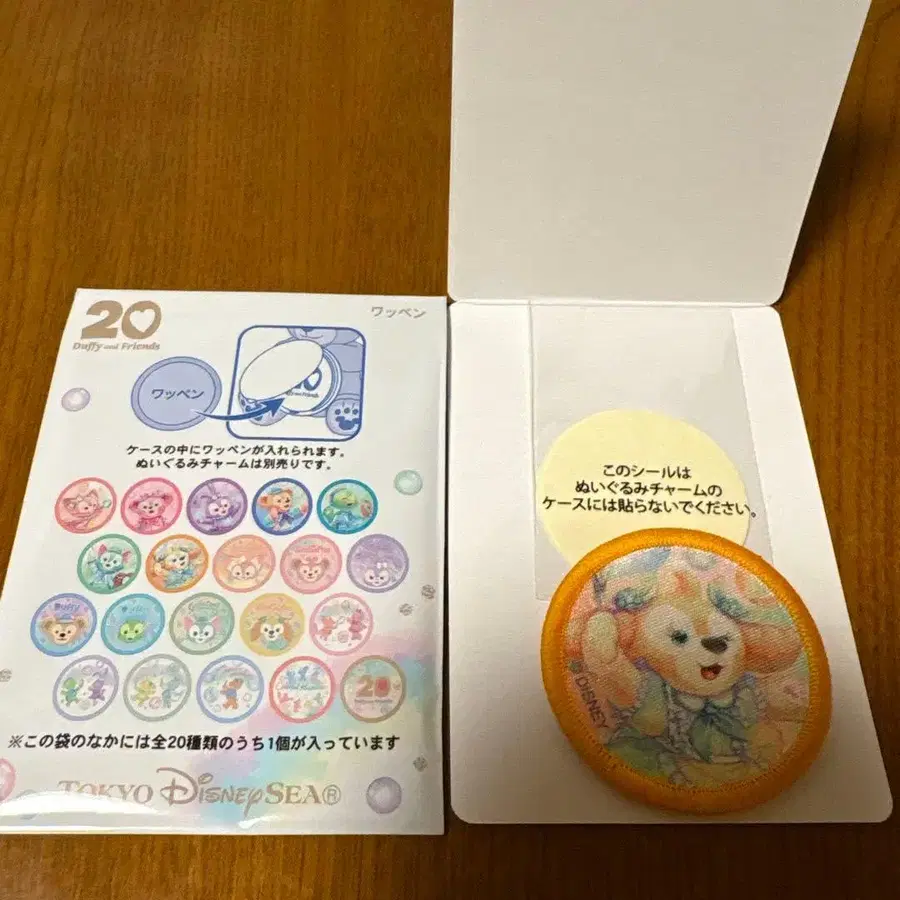 20
Duffy and Friends
ワッペン
ワッペン
20
ケースの中にワッペンが入れられます。
ぬいぐるみチャームは別売りです。
Duffy
20
※この袋のなかには全20種類のうち1個が入っています
TOKYO DISNEYSEA®
このシールは
ぬいぐるみチャームの
ケースには貼らないでください。
©DISNEY